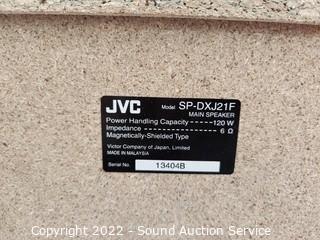 JVC Model SP-DXJ21F
MAIN SPEAKER
Power Handling Capacity 120 W
Impedance 6 Ω
Magnetically-Shielded Type
Victor Company of Japan, Limited
MADE IN MALAYSIA
Serial No. 13404B
Copyright 2022 - Sound Auction Service